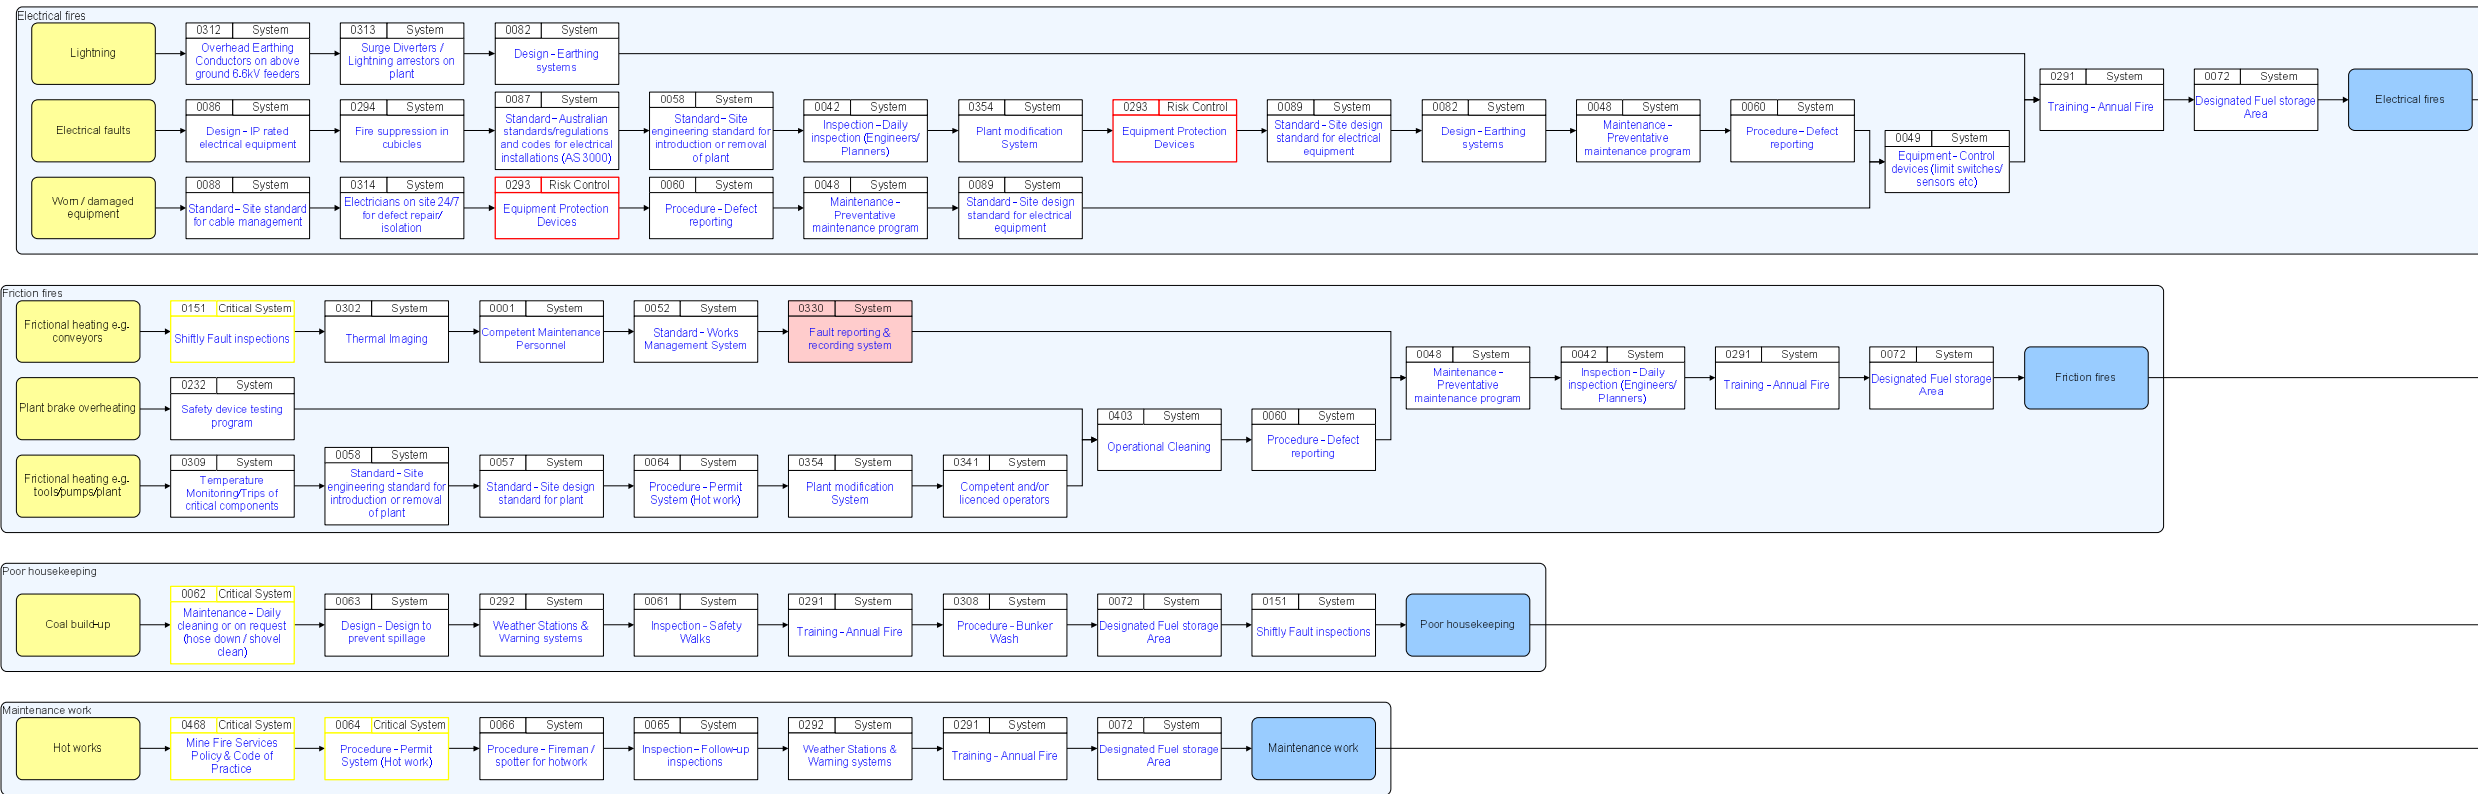 Electrical fires
Lightning
0312 System
Overhead Earthing
Conductors on above
ground 6.6kV feeders
0313 System
Surge Diverters /
Lightning arrestors on
plant
0082 System
Design - Earthing
systems
0291 System
Training - Annual Fire
0072 System
Designated Fuel storage
Area
Electrical fires
Electrical faults
0086 System
Design - IP rated
electrical equipment
0294 System
Fire suppression in
cubicles
0087 System
Standard - Australian
standards/regulations
and codes for electrical
installations (AS3000)
0058 System
Standard - Site
engineering standard for
introduction or removal
of plant
0042 System
Inspection - Daily
inspection (Engineers/
Planners)
0354 System
Plant modification
System
0293 Risk Control
Equipment Protection
Devices
0089 System
Standard - Site design
standard for electrical
equipment
0082 System
Design - Earthing
systems
0048 System
Maintenance -
Preventative
maintenance program
0060 System
Procedure - Defect
reporting
0049 System
Equipment - Control
devices (limit switches/
sensors etc)
Worn / damaged
equipment
0088 System
Standard - Site standard
for cable management
0314 System
Electricians on site 24/7
for defect repair/
isolation
0293 Risk Control
Equipment Protection
Devices
0060 System
Procedure - Defect
reporting
0048 System
Maintenance -
Preventative
maintenance program
0089 System
Standard - Site design
standard for electrical
equipment
Friction fires
Frictional heating e.g.
conveyors
0151 Critical System
Shiftly Fault inspections
0302 System
Thermal Imaging
0001 System
Competent Maintenance
Personnel
0052 System
Standard - Works
Management System
0330 System
Fault reporting &
recording system
0048 System
Maintenance -
Preventative
maintenance program
0042 System
Inspection - Daily
inspection (Engineers/
Planners)
0291 System
Training - Annual Fire
0072 System
Designated Fuel storage
Area
Friction fires
Plant brake overheating
0232 System
Safety device testing
program
0403 System
Operational Cleaning
0060 System
Procedure - Defect
reporting
Frictional heating e.g.
tools/pumps/plant
0309 System
Temperature
Monitoring/Trips of
critical components
0058 System
Standard - Site
engineering standard for
introduction or removal
of plant
0057 System
Standard - Site design
standard for plant
0064 System
Procedure - Permit
System (Hot work)
0354 System
Plant modification
System
0341 System
Competent and/or
licenced operators
Poor housekeeping
Coal build-up
0062 Critical System
Maintenance - Daily
cleaning or on request
(hose down / shovel
clean)
0063 System
Design - Design to
prevent spillage
0292 System
Weather Stations &
Warning systems
0061 System
Inspection - Safety
Walks
0291 System
Training - Annual Fire
0308 System
Procedure - Bunker
Wash
0072 System
Designated Fuel storage
Area
0151 System
Shiftly Fault inspections
Poor housekeeping
Maintenance work
Hot works
0468 Critical System
Mine Fire Services
Policy & Code of
Practice
0064 Critical System
Procedure - Permit
System (Hot work)
0066 System
Procedure - Fireman /
spotter for hotwork
0065 System
Inspection - Follow-up
inspections
0292 System
Weather Stations &
Warning systems
0291 System
Training - Annual Fire
0072 System
Designated Fuel storage
Area
Maintenance work